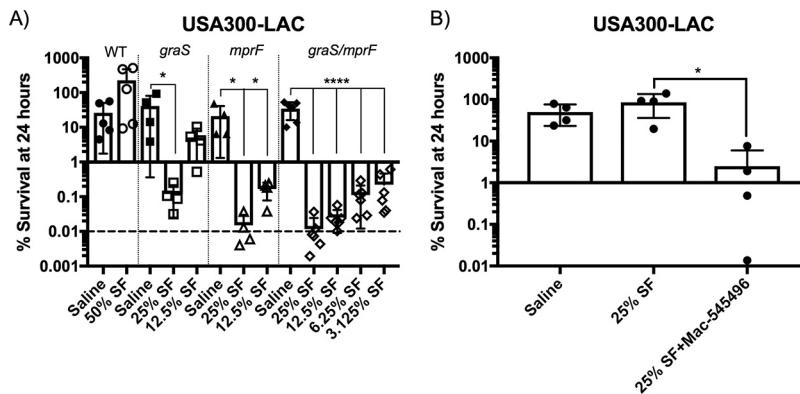 A)
USA300-LAC
WT graS mprF graS/mprF
* * * ****
% Survival at 24 hours
1000
100
10
1
0.1
0.01
0.001
Saline
50% SF
Saline
25% SF
12.5% SF
Saline
25% SF
12.5% SF
Saline
25% SF
12.5% SF
6.25% SF
3.125% SF
B)
USA300-LAC
*
% Survival at 24 hours
1000
100
10
1
0.1
0.01
Saline
25% SF
25% SF+Mac-545496